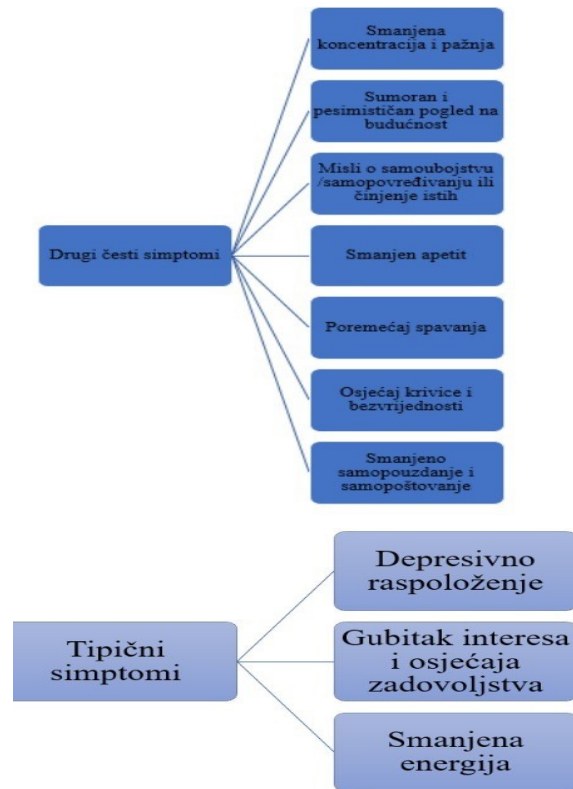 Smanjena
koncentracija i pažnja
Sumoran i
pesimističan pogled na
budućnost
Misli o samoubojstvu
/samopovređivanju ili
činjenje istih
Drugi česti simptomi
Smanjen apetit
Poremećaj spavanja
Osjećaj krivice i
bezvrijednosti
Smanjeno
samopouzdanje i
samopoštovanje
Depresivno
raspoloženje
Tipični
simptomi
Gubitak interesa
i osjećaja
zadovoljstva
Smanjena
energija